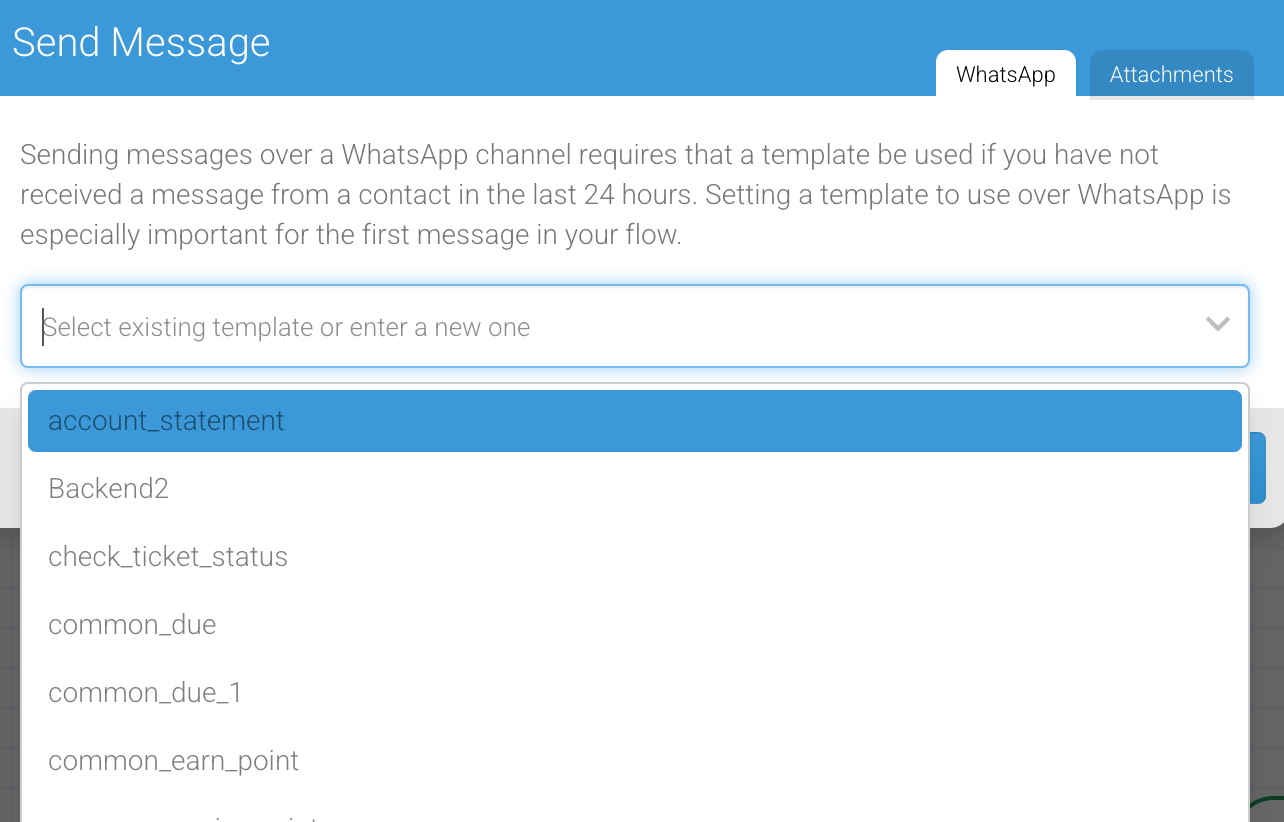 Send Message
WhatsApp
Attachments
Sending messages over a WhatsApp channel requires that a template be used if you have not
received a message from a contact in the last 24 hours. Setting a template to use over WhatsApp is
especially important for the first message in your flow.
Select existing template or enter a new one
account_statement
Backend2
check_ticket_status
common_due
common_due_1
common_earn_point